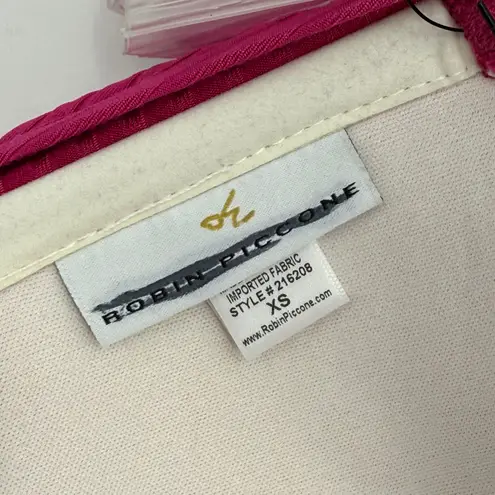 ROBIN PICCONE
IMPORTED FABRIC
STYLE # 216208
XS
www.RobinPiccone.com